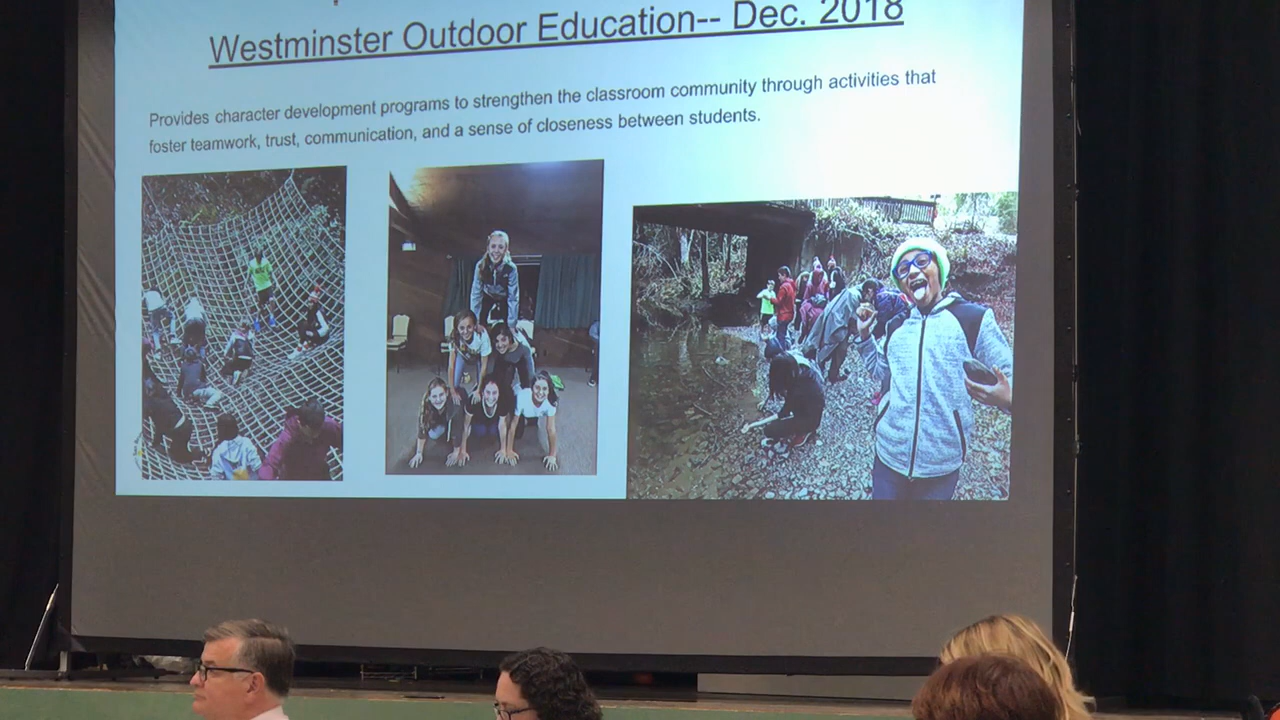 Westminster Outdoor Education-- Dec. 2018
Provides character development programs to strengthen the classroom community through activities that
foster teamwork, trust, communication, and a sense of closeness between students.